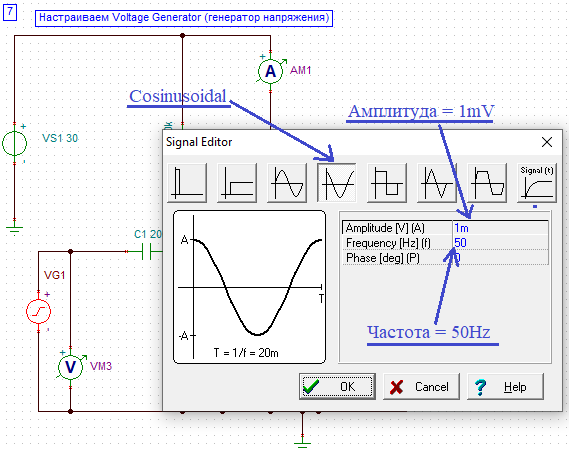 7
Настраиваем Voltage Generator (генератор напряжения)
+
A
AM1
Cosinusoidal
Амплитуда = 1mV
VS1 30
Signal Editor
Signal (t)
C1 20
Amplitude [V] (A) 1m
Frequency [Hz] (f) 50
Phase [deg] (P) 0
A
T
-A
T = 1/f = 20m
VG1
+
V
VM3
Частота = 50Hz
OK
Cancel
? Help